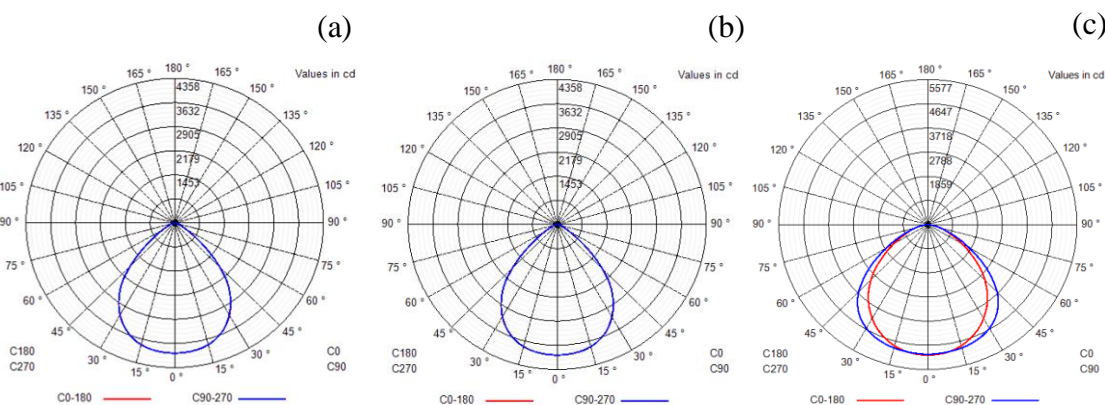 (a)
180 °
165 ° 165 °
150 ° 150 °
135 ° 135 °
120 ° 120 °
105 ° 105 °
90 ° 90 °
75 ° 75 °
60 ° 60 °
45 ° 45 °
30 ° 30 °
15 ° 0 ° 15 °
Values in cd
4358
3632
2905
2179
1453
C180 C0
C270 C90
C0-180 C90-270
(b)
180 °
165 ° 165 °
150 ° 150 °
135 ° 135 °
120 ° 120 °
105 ° 105 °
90 ° 90 °
75 ° 75 °
60 ° 60 °
45 ° 45 °
30 ° 30 °
15 ° 0 ° 15 °
Values in cd
4358
3632
2905
2179
1453
C180 C0
C270 C90
C0-180 C90-270
(c)
180 °
165 ° 165 °
150 ° 150 °
135 ° 135 °
120 ° 120 °
105 ° 105 °
90 ° 90 °
75 ° 75 °
60 ° 60 °
45 ° 45 °
30 ° 30 °
15 ° 0 ° 15 °
Values in cd
5577
4647
3718
2788
1859
C180 C0
C270 C90
C0-180 C90-270